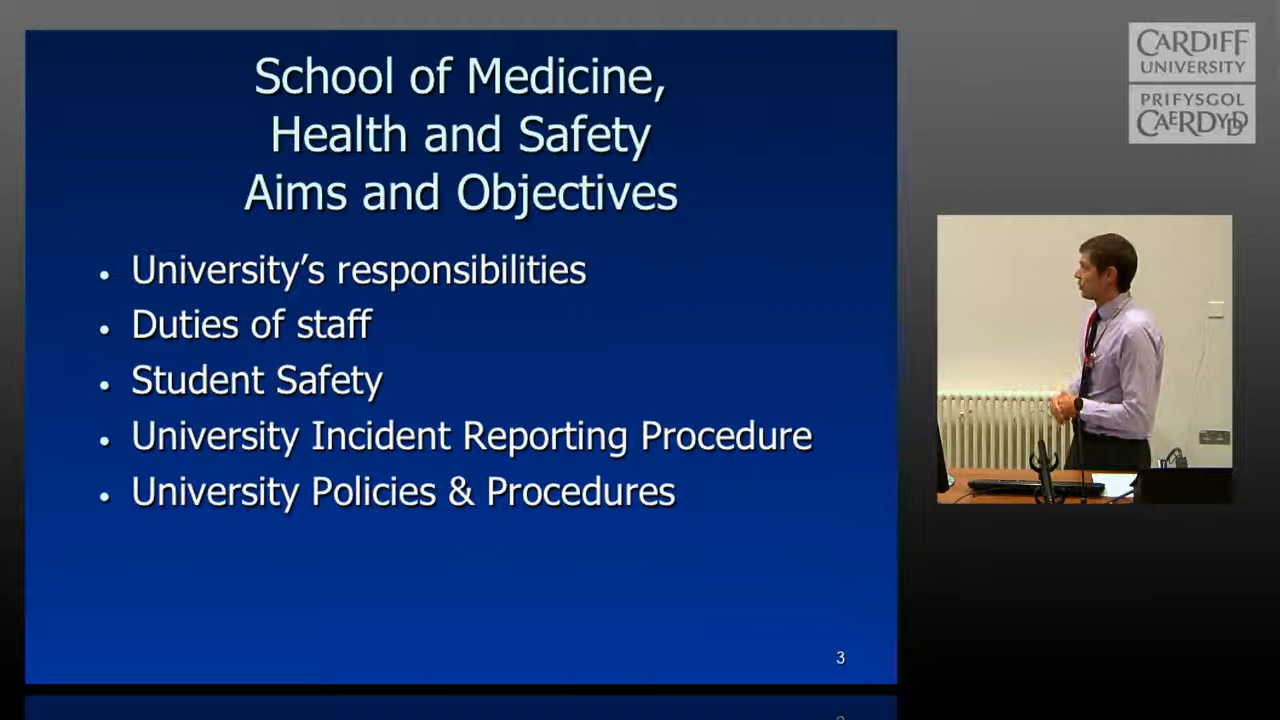 School of Medicine,
Health and Safety
Aims and Objectives
• University's responsibilities
• Duties of staff
• Student Safety
• University Incident Reporting Procedure
• University Policies & Procedures
3
CARDIFF
UNIVERSITY
PRIFYSGOL
CAERDYDD